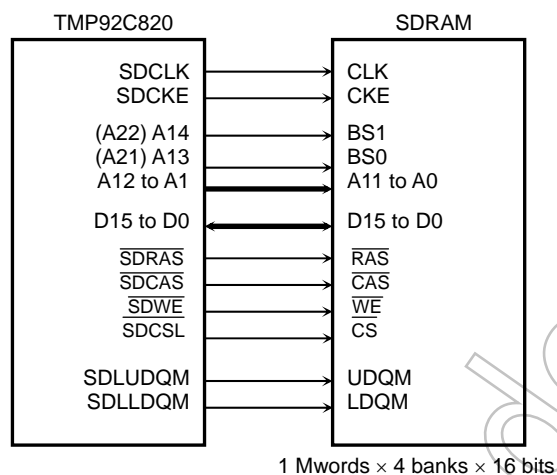 TMP92C820 SDRAM
SDCLK CLK
SDCKE CKE
(A22) A14 BS1
(A21) A13 BS0
A12 to A1 A11 to A0
D15 to D0 D15 to D0
SDRAS RAS
SDCAS CAS
SDWE WE
SDCSL CS
SDLUDQM UDQM
SDLLDQM LDQM
1 Mwords × 4 banks × 16 bits